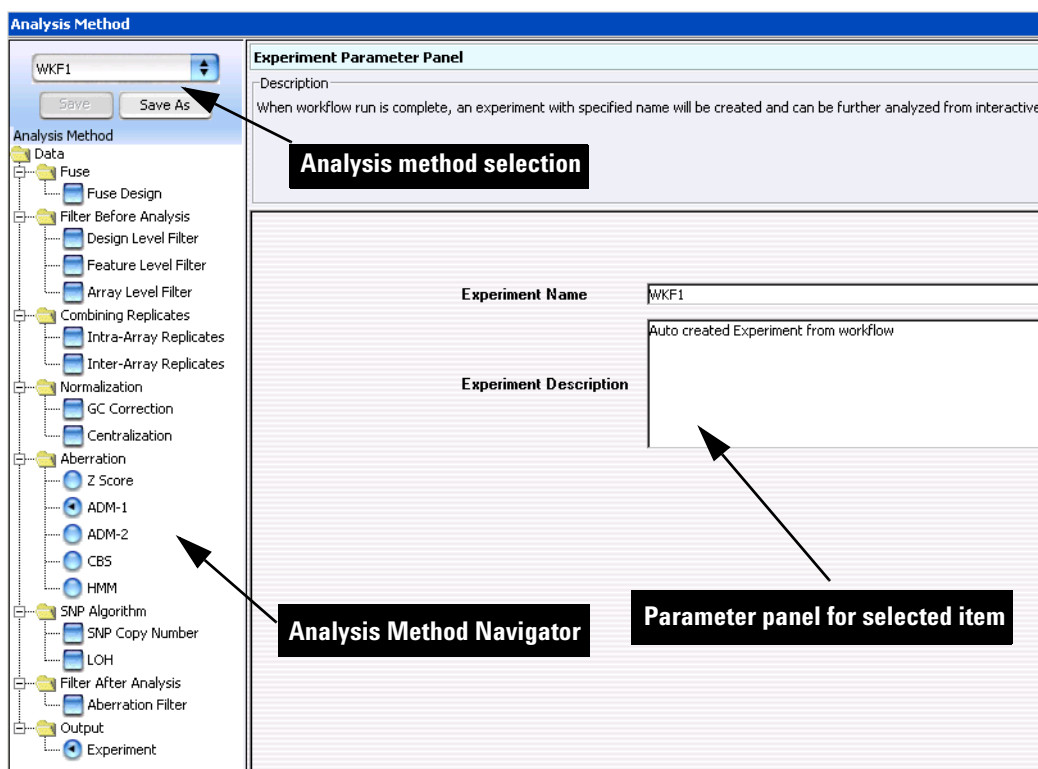 Analysis Method
WKF1
Save
Save As
Analysis Method
Data
Fuse
Fuse Design
Filter Before Analysis
Design Level Filter
Feature Level Filter
Array Level Filter
Combining Replicates
Intra-Array Replicates
Inter-Array Replicates
Normalization
GC Correction
Centralization
Aberration
Z Score
ADM-1
ADM-2
CBS
HMM
SNP Algorithm
SNP Copy Number
LOH
Filter After Analysis
Aberration Filter
Output
Experiment
Experiment Parameter Panel
Description
When workflow run is complete, an experiment with specified name will be created and can be further analyzed from interactive
Analysis method selection
Experiment Name
WKF1
Experiment Description
Auto created Experiment from workflow
Analysis Method Navigator
Parameter panel for selected item